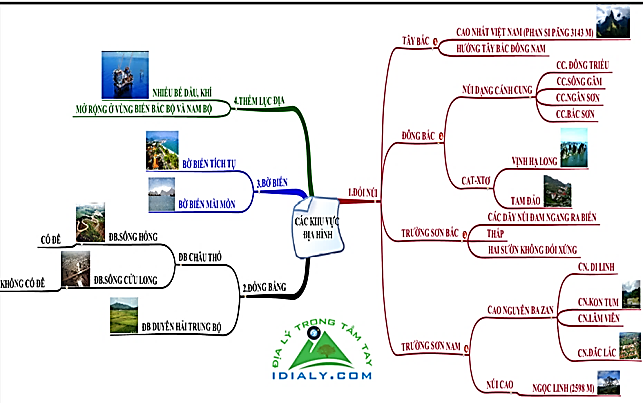 CÁC KHU VỰC
ĐỊA HÌNH
1.ĐỒI NÚI
TÂY BẮC
CAO NHẤT VIỆT NAM (PHAN SI PĂNG 3143 M)
HƯỚNG TÂY BẮC ĐÔNG NAM
ĐÔNG BẮC
NÚI DẠNG CÁNH CUNG
CC. ĐÔNG TRIỀU
CC.SÔNG GÂM
CC.NGÂN SƠN
CC.BẮC SƠN
CAT-XTƠ
VỊNH HẠ LONG
TAM ĐẢO
TRƯỜNG SƠN BẮC
CÁC DÃY NÚI ĐÂM NGANG RA BIỂN
THẤP
HAI SƯỜN KHÔNG ĐỐI XỨNG
TRƯỜNG SƠN NAM
CAO NGUYÊN BA ZAN
CN. DI LINH
CN.KON TUM
CN.LÂM VIÊN
CN.ĐẮC LẮC
NÚI CAO
NGỌC LINH (2598 M)
2.ĐỒNG BẰNG
ĐB CHÂU THỔ
ĐB.SÔNG HỒNG
CÓ ĐÊ
ĐB.SÔNG CỬU LONG
KHÔNG CÓ ĐÊ
ĐB DUYÊN HẢI TRUNG BỘ
3.BỜ BIỂN
BỜ BIỂN TÍCH TỤ
BỜ BIỂN MÀI MÒN
4.THỀM LỤC ĐỊA
NHIỀU BỂ DẦU, KHÍ
MỞ RỘNG Ở VÙNG BIỂN BẮC BỘ VÀ NAM BỘ
ĐỊA LÝ TRONG TẦM TAY
IDIALY.COM